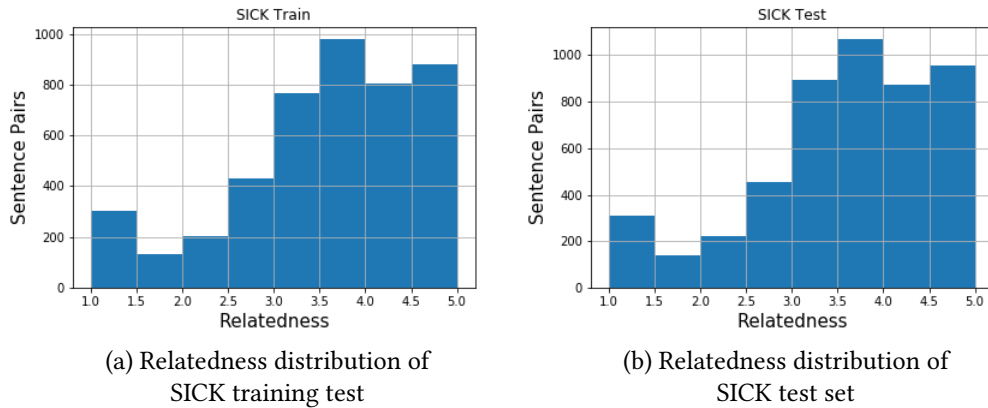 SICK Train
1000
800
600
400
200
0
Sentence Pairs
1.0 1.5 2.0 2.5 3.0 3.5 4.0 4.5 5.0
Relatedness
(a) Relatedness distribution of
SICK training test
SICK Test
1000
800
600
400
200
0
Sentence Pairs
1.0 1.5 2.0 2.5 3.0 3.5 4.0 4.5 5.0
Relatedness
(b) Relatedness distribution of
SICK test set